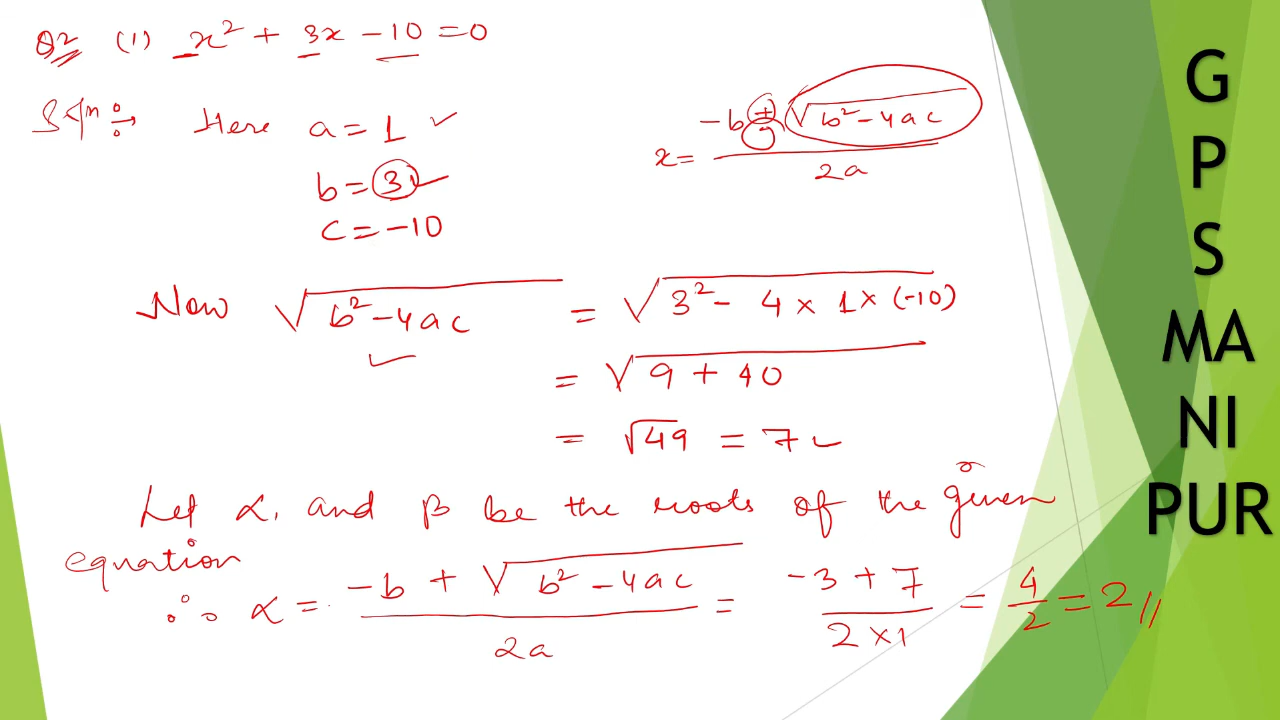 Q2 (1) x² + 3x - 10 = 0
Solⁿ :→ Here a = 1
b = 3
c = -10
x = (-b ± √(b² - 4ac)) / 2a
Now √(b² - 4ac) = √(3² - 4 × 1 × (-10))
= √(9 + 40)
= √49 = 7
Let α, and β be the roots of the given
equation
∴ α = (-b + √(b² - 4ac)) / 2a = (-3 + 7) / (2 × 1) = 4/2 = 2 //
G
P
S
MA
NI
PUR